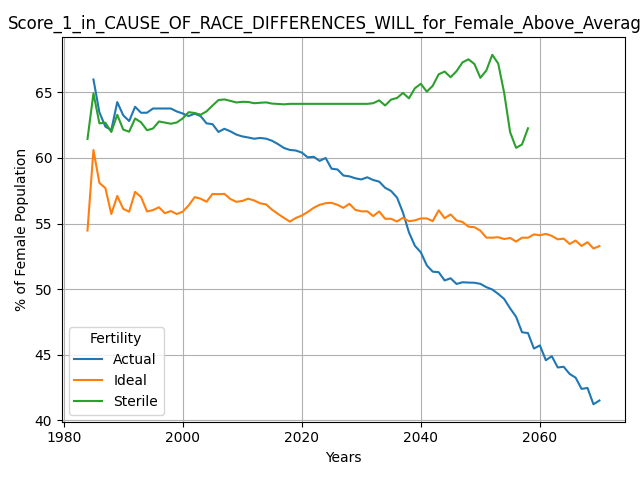 Score_1_in_CAUSE_OF_RACE_DIFFERENCES_WILL_for_Female_Above_Averag
% of Female Population
65
60
55
50
45
40
Fertility
Actual
Ideal
Sterile
1980 2000 2020 2040 2060
Years